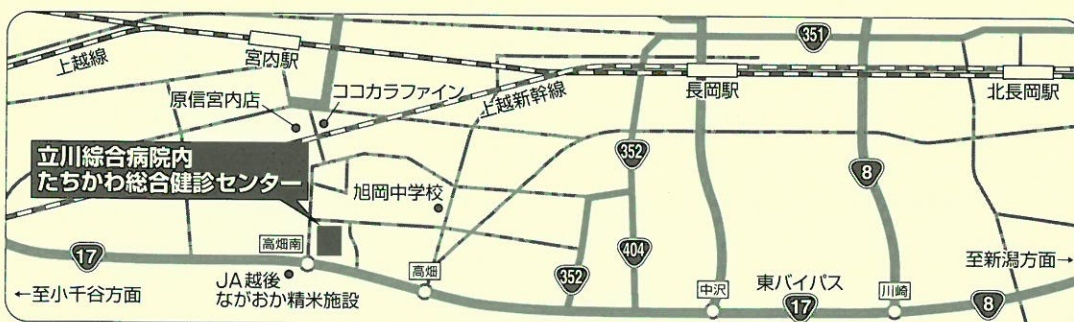 351
上越線
宮内駅
長岡駅
北長岡駅
上越新幹線
原信宮内店
ココカラファイン
352
8
立川綜合病院内
たちかわ総合健診センター
旭岡中学校
高畑南
17
404
352
高畑
JA越後
ながおか精米施設
←至小千谷方面
中沢
東バイパス
17
川崎
至新潟方面→
8